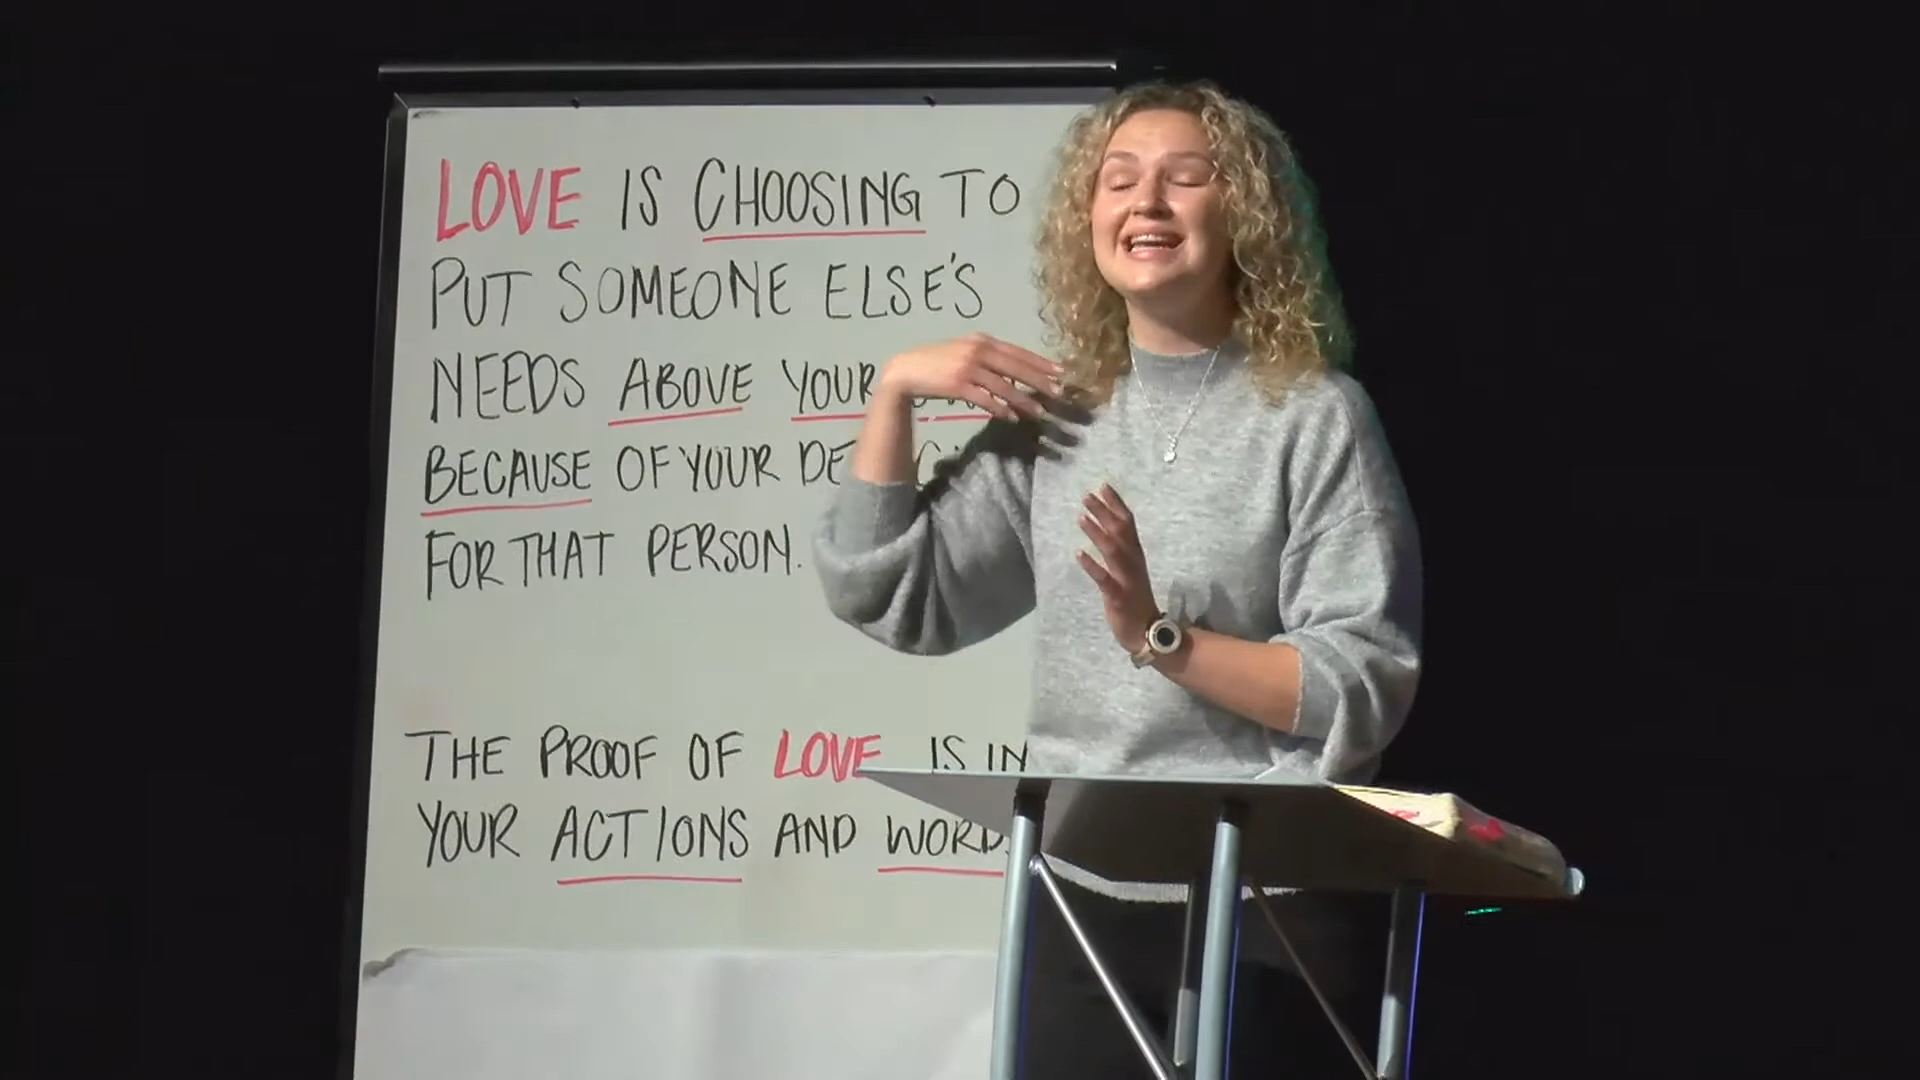 LOVE IS CHOOSING TO
PUT SOMEONE ELSE'S
NEEDS ABOVE YOUR
BECAUSE OF YOUR
FOR THAT PERSON.
THE PROOF OF LOVE IS IN
YOUR ACTIONS AND